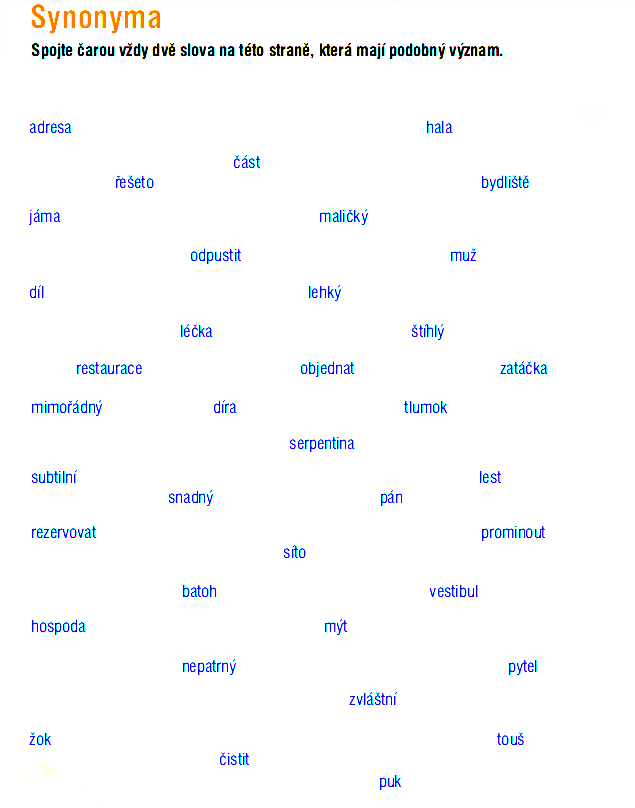 Synonyma
Spojte čarou vždy dvě slova na této straně, která mají podobný význam.
adresa hala
část
řešeto bydliště
jáma maličký
odpustit muž
díl lehký
léčka štíhlý
restaurace objednat zatáčka
mimořádný díra tlumok
serpentina
subtilní lest
snadný pán
rezervovat prominout
síto
batoh vestibul
hospoda mýt
nepatrný pytel
zvláštní
žok touš
čistit
puk